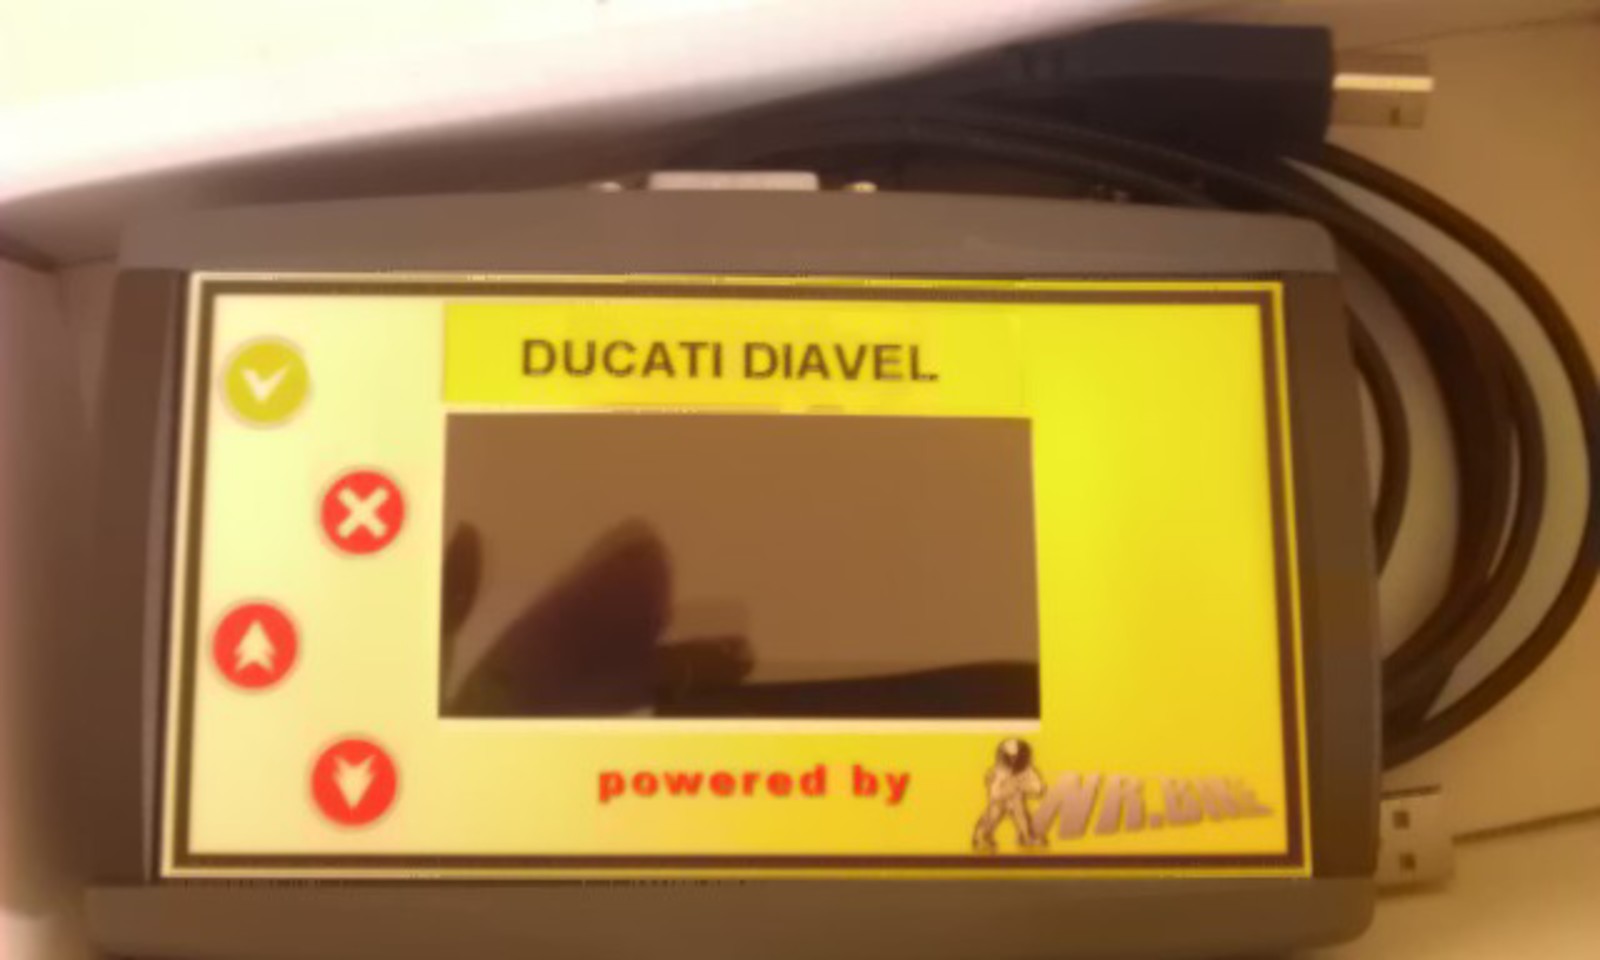 DUCATI DIAVEL
powered by